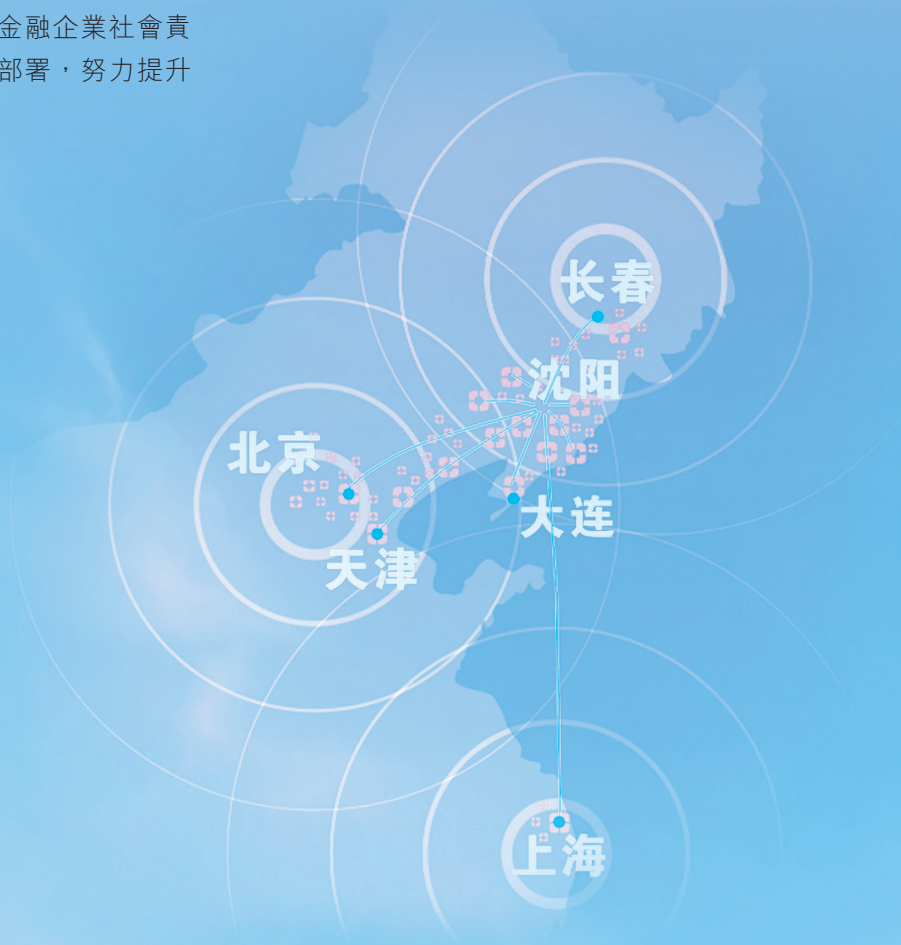 金融企業社會責
部署，努力提升
长春
沈阳
北京
大连
天津
上海